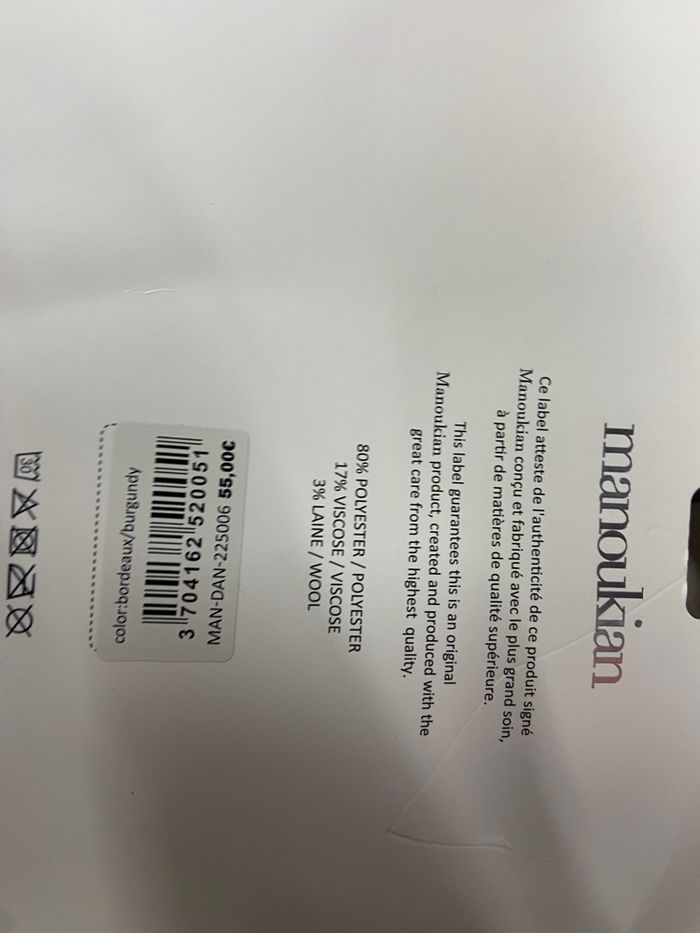 manoukian
Ce label atteste de l'authenticité de ce produit signé
Manoukian conçu et fabriqué avec le plus grand soin,
à partir de matières de qualité supérieure.
This label guarantees this is an original
Manoukian product, created and produced with the
great care from the highest quality.
80% POLYESTER / POLYESTER
17% VISCOSE / VISCOSE
3% LAINE / WOOL
MAN-DAN-225006 55,00€
3 704162 520051
color:bordeaux/burgundy
30